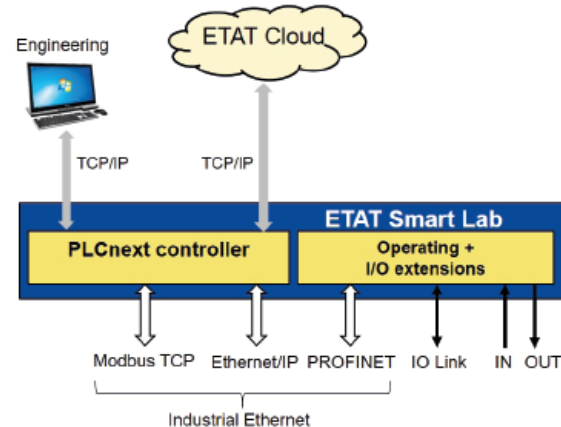 ETAT Cloud
Engineering
TCP/IP
TCP/IP
ETAT Smart Lab
PLCnext controller
Operating +
I/O extensions
Modbus TCP
Ethernet/IP
PROFINET
IO Link
IN
OUT
Industrial Ethernet